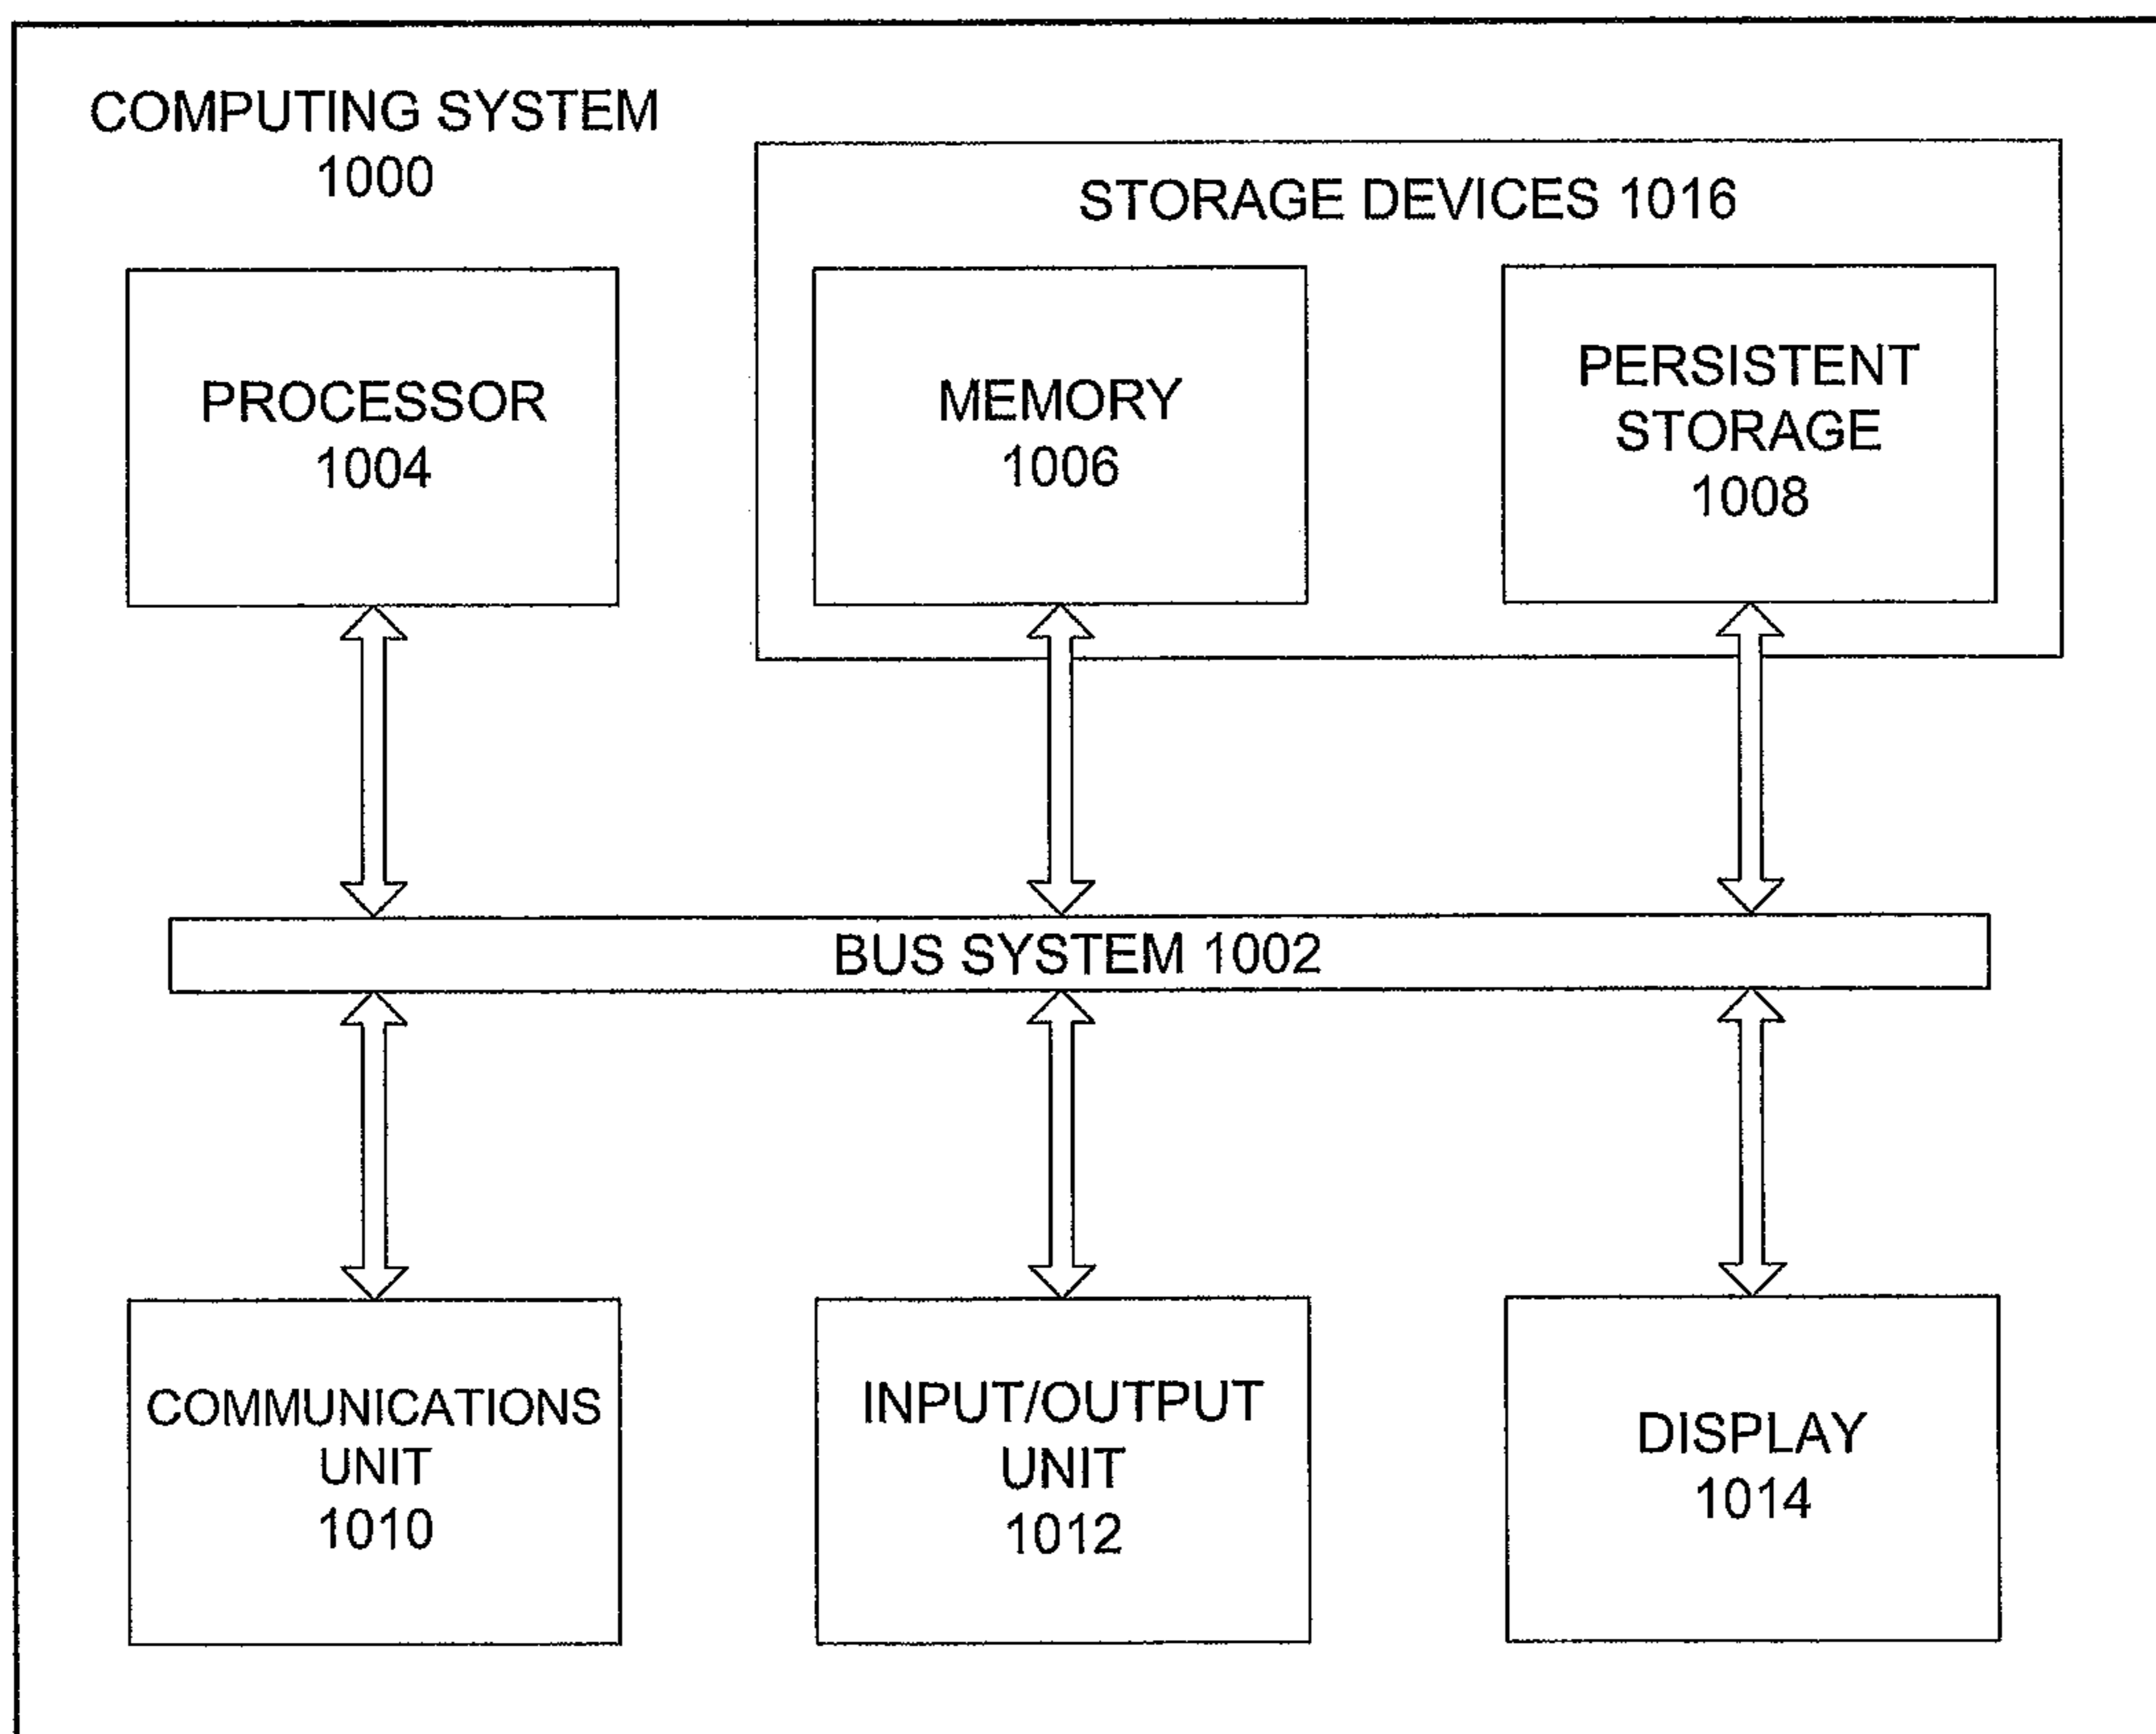 COMPUTING SYSTEM
1000
STORAGE DEVICES 1016
PROCESSOR
1004
MEMORY
1006
PERSISTENT
STORAGE
1008
BUS SYSTEM 1002
COMMUNICATIONS
UNIT
1010
INPUT/OUTPUT
UNIT
1012
DISPLAY
1014